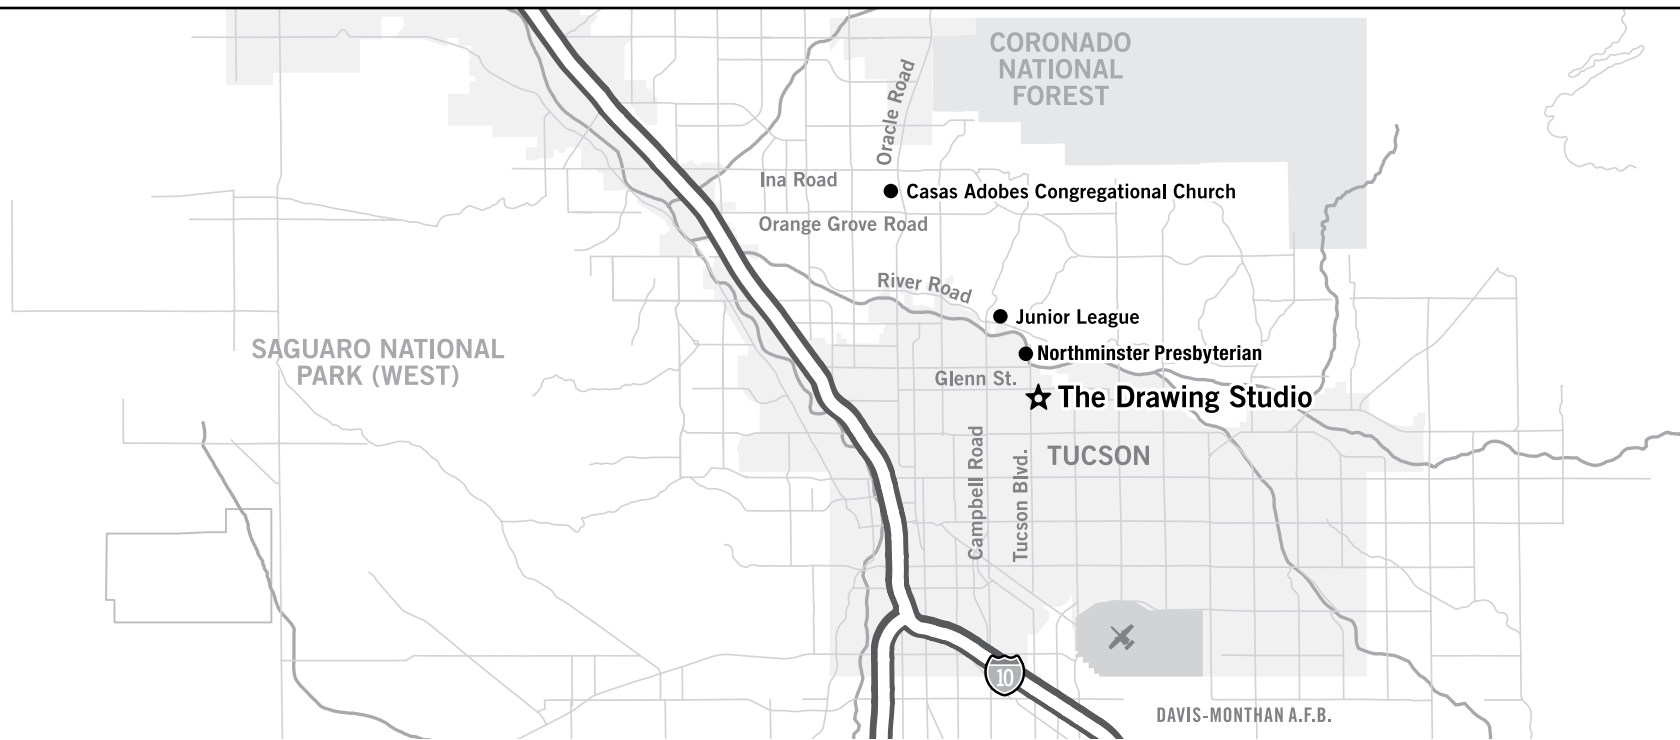 CORONADO
NATIONAL
FOREST
Oracle Road
Ina Road
Casas Adobes Congregational Church
Orange Grove Road
River Road
Junior League
SAGUARO NATIONAL
PARK (WEST)
Northminster Presbyterian
Glenn St.
The Drawing Studio
TUCSON
Campbell Road
Tucson Blvd.
10
DAVIS-MONTHAN A.F.B.